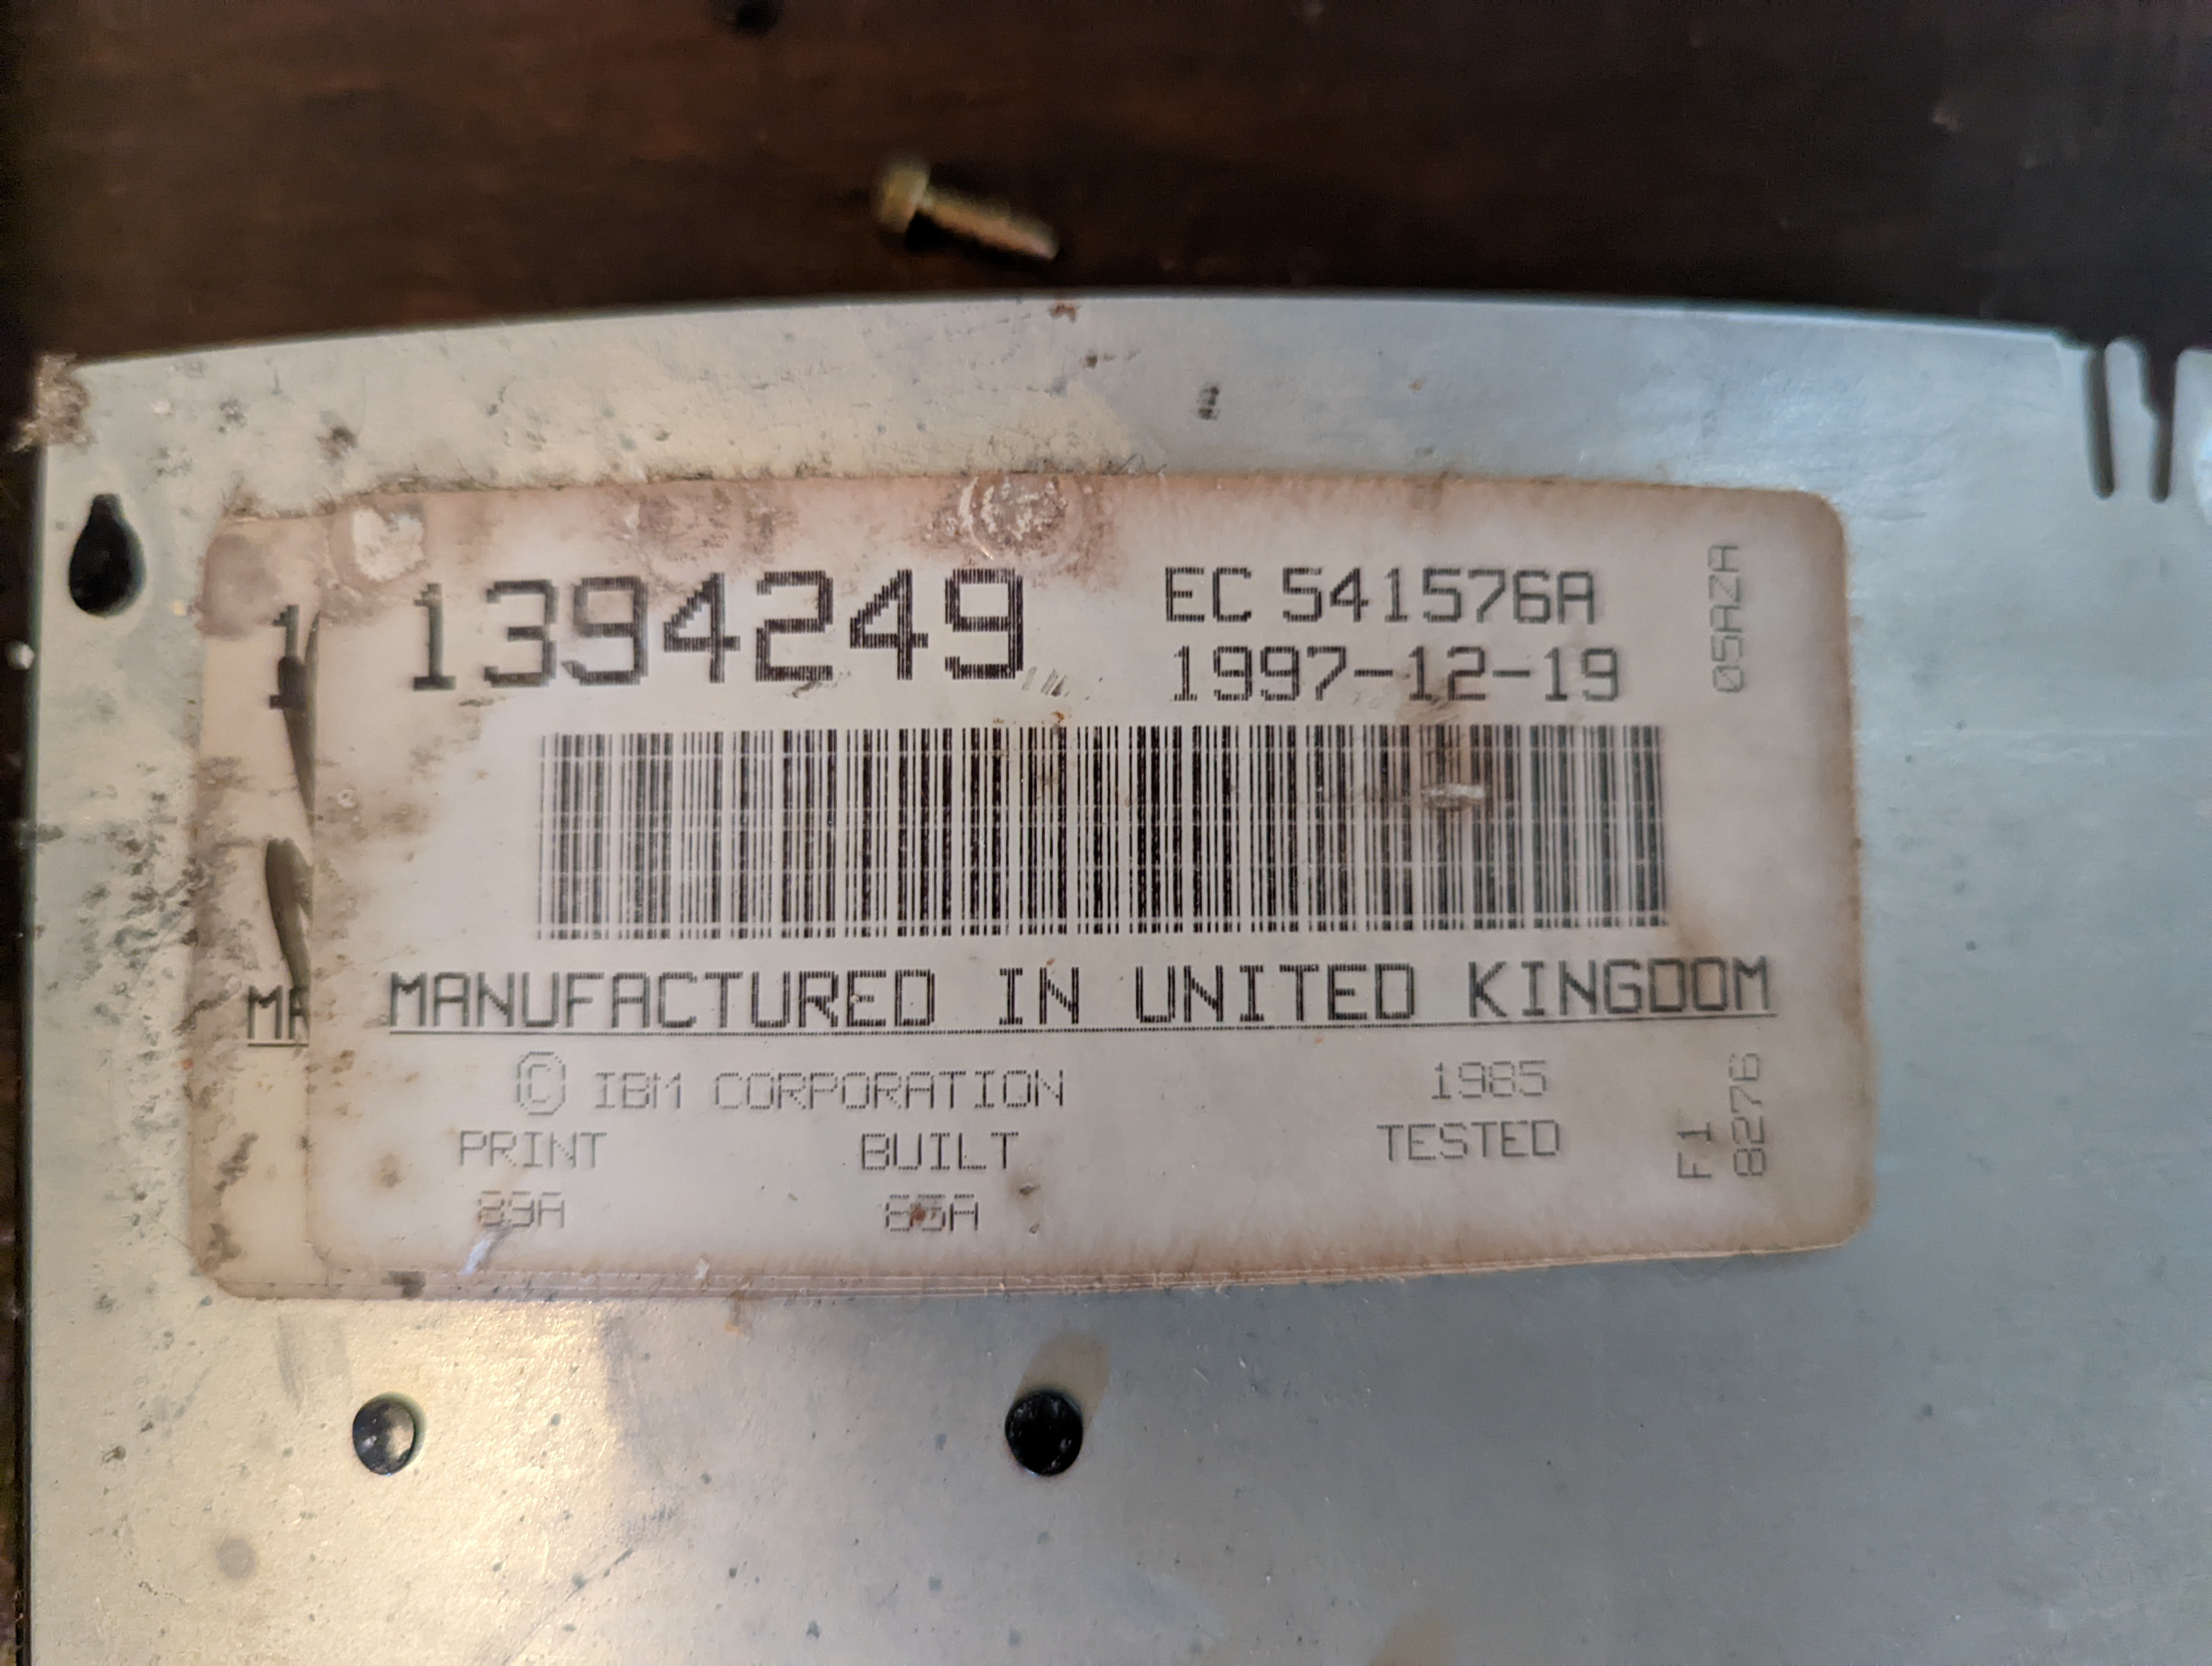 1394249
EC 541576A
1997-12-19
05AZA
MANUFACTURED IN UNITED KINGDOM
© IBM CORPORATION 1985
PRINT BUILT TESTED
F1
8276